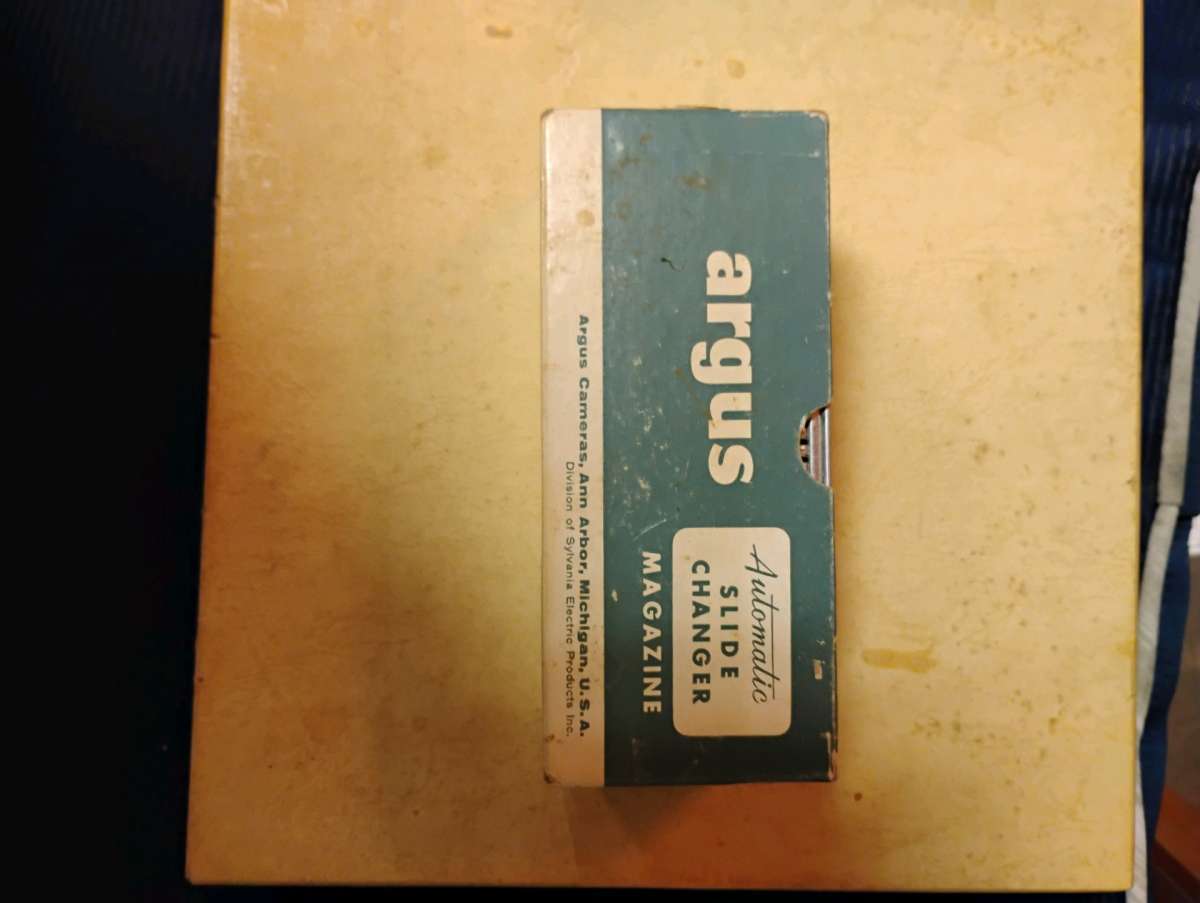 argus
Automatic
SLIDE
CHANGER
MAGAZINE
Argus Cameras, Ann Arbor, Michigan, U.S.A.
Division of Sylvania Electric Products Inc.